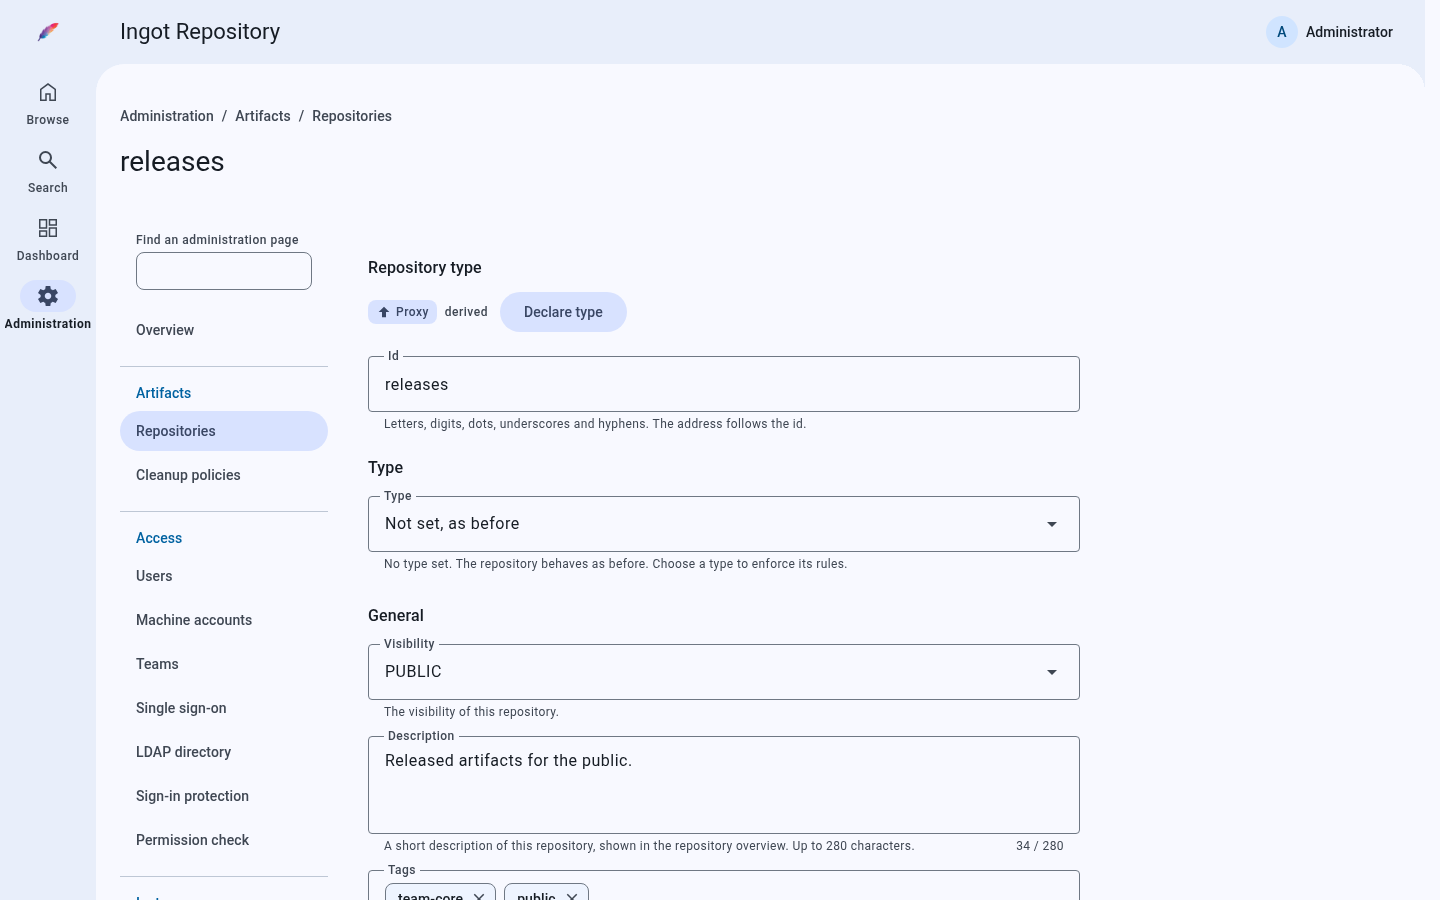 Ingot Repository
A Administrator
Browse
Search
Dashboard
Administration
Administration / Artifacts / Repositories
releases
Find an administration page
Overview
Artifacts
Repositories
Cleanup policies
Access
Users
Machine accounts
Teams
Single sign-on
LDAP directory
Sign-in protection
Permission check
Repository type
Proxy derived Declare type
Id
releases
Letters, digits, dots, underscores and hyphens. The address follows the id.
Type
Type
Not set, as before
No type set. The repository behaves as before. Choose a type to enforce its rules.
General
Visibility
PUBLIC
The visibility of this repository.
Description
Released artifacts for the public.
A short description of this repository, shown in the repository overview. Up to 280 characters. 34 / 280
Tags
team-core public